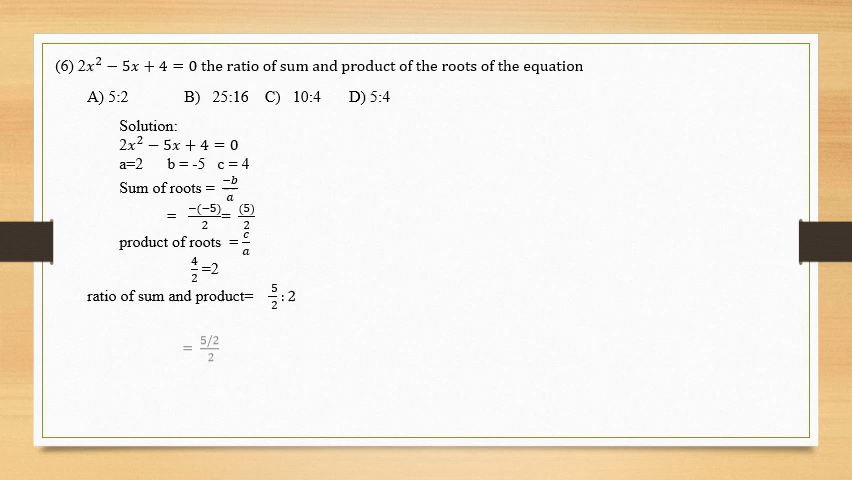 (6) 2x² − 5x + 4 = 0 the ratio of sum and product of the roots of the equation
A) 5:2 B) 25:16 C) 10:4 D) 5:4
Solution:
2x² − 5x + 4 = 0
a=2 b = -5 c = 4
Sum of roots = −b/a
= −(−5)/2 = (5)/2
product of roots = c/a
4/2 =2
ratio of sum and product= 5/2 : 2
= 5/2/2